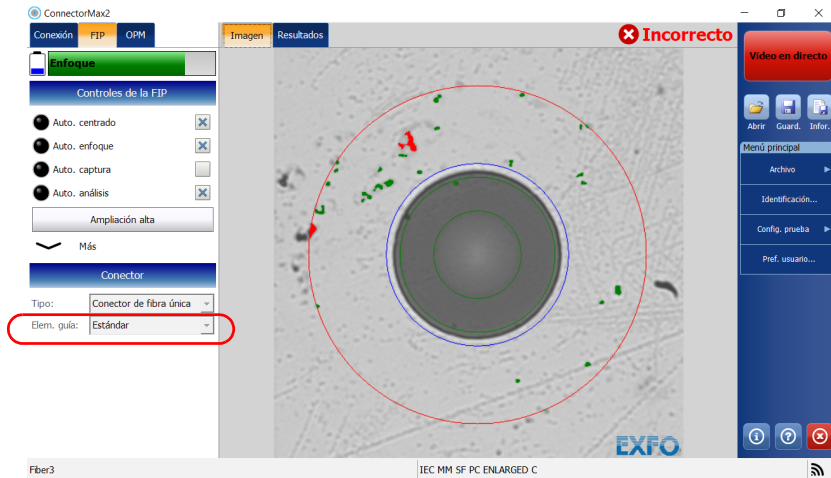 ConnectorMax2
Conexión FIP OPM
Imagen Resultados
Incorrecto
Enfoque
Controles de la FIP
Auto. centrado
Auto. enfoque
Auto. captura
Auto. análisis
Ampliación alta
Más
Conector
Tipo: Conector de fibra única
Elem. guía: Estándar
EXFO
Vídeo en directo
Abrir Guard. Infor.
Menú principal
Archivo
Identificación...
Config. prueba
Pref. usuario...
Fiber3
IEC MM SF PC ENLARGED C